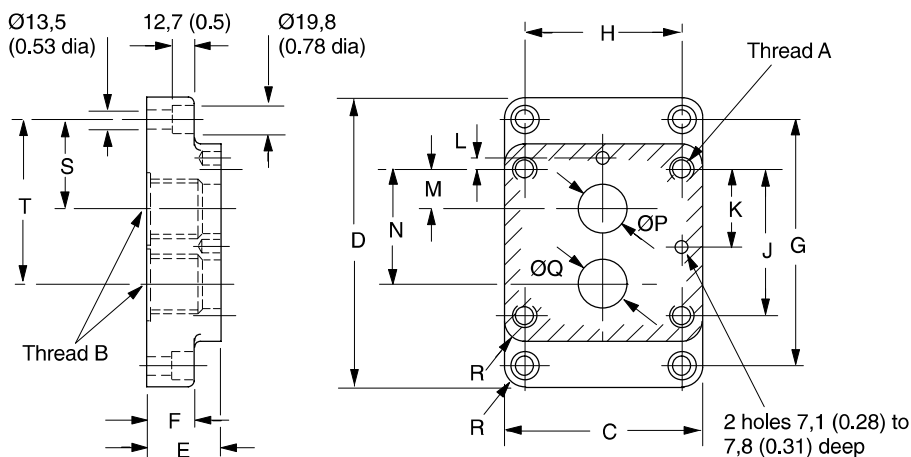 Ø13,5
(0.53 dia)
12,7 (0.5)
Ø19,8
(0.78 dia)
H
Thread A
L
S
M
T
N
D
ØP
K
J
G
ØQ
Thread B
R
F
R
E
C
2 holes 7,1 (0.28) to
7,8 (0.31) deep